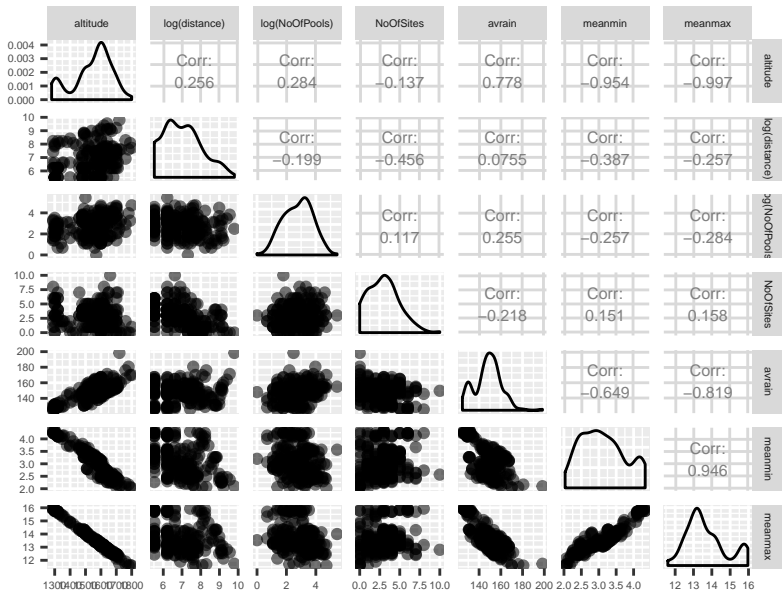 altitude log(distance) log(NoOfPools) NoOfSites avrain meanmin meanmax
0.004
0.003
0.002
0.001
0.000
Corr: Corr: Corr: Corr: Corr: Corr:
0.256 0.284 −0.137 0.778 −0.954 −0.997
altitude
10
9
8
7
6
Corr: Corr: Corr: Corr: Corr:
−0.199 −0.456 0.0755 −0.387 −0.257
log(distance)
4
2
0
Corr: Corr: Corr: Corr:
0.117 0.255 −0.257 −0.284
log(NoOfPools
10.0
7.5
5.0
2.5
0.0
Corr: Corr: Corr:
−0.218 0.151 0.158
NoOfSites
200
180
160
140
Corr: Corr:
−0.649 −0.819
avrain
4.0
3.5
3.0
2.5
2.0
Corr:
0.946
meanmin
16
15
14
13
12
meanmax
1300 1400 1500 1600 1700 1800 6 7 8 9 10 0 2 4 0.0 2.5 5.0 7.5 10.0 140 160 180 200 2.0 2.5 3.0 3.5 4.0 12 13 14 15 16